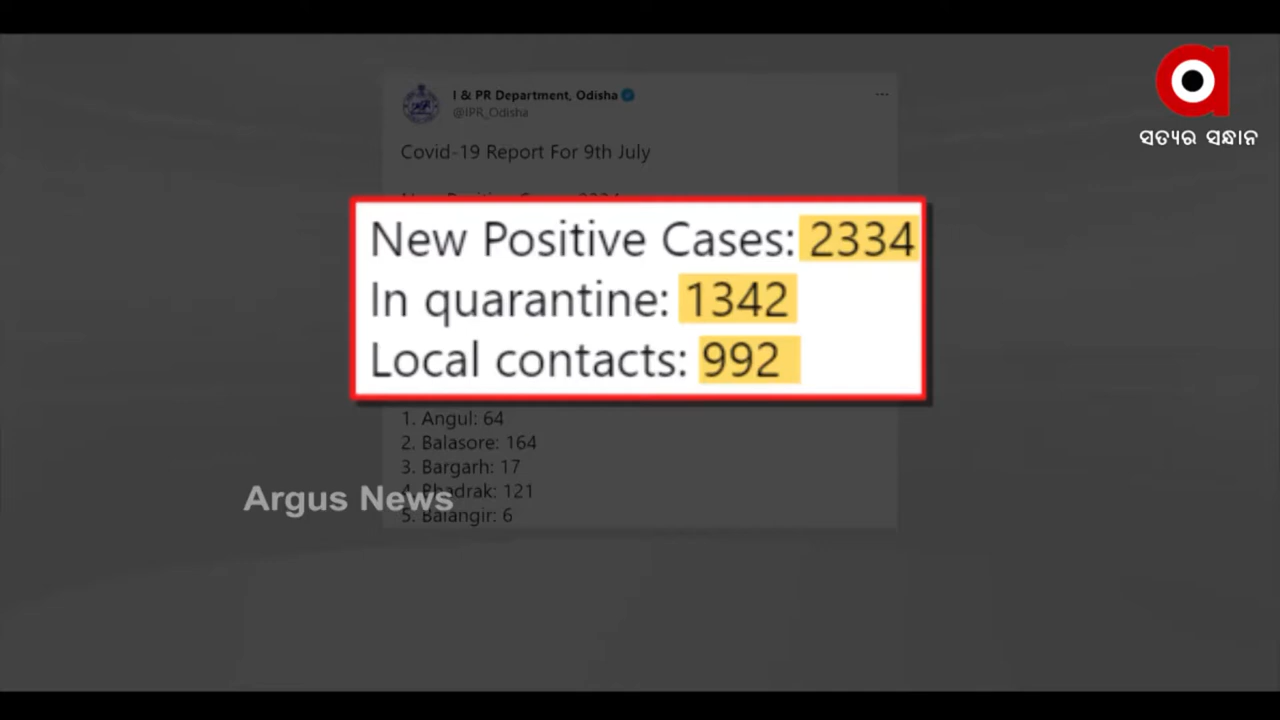 I & PR Department, Odisha
@IPR_Odisha
ସତ୍ୟର ସନ୍ଧାନ
Covid-19 Report For 9th July
New Positive Cases: 2334
In quarantine: 1342
Local contacts: 992
1. Angul: 64
2. Balasore: 164
3. Bargarh: 17
4. Bhadrak: 121
Argus News
5. Balangir: 6